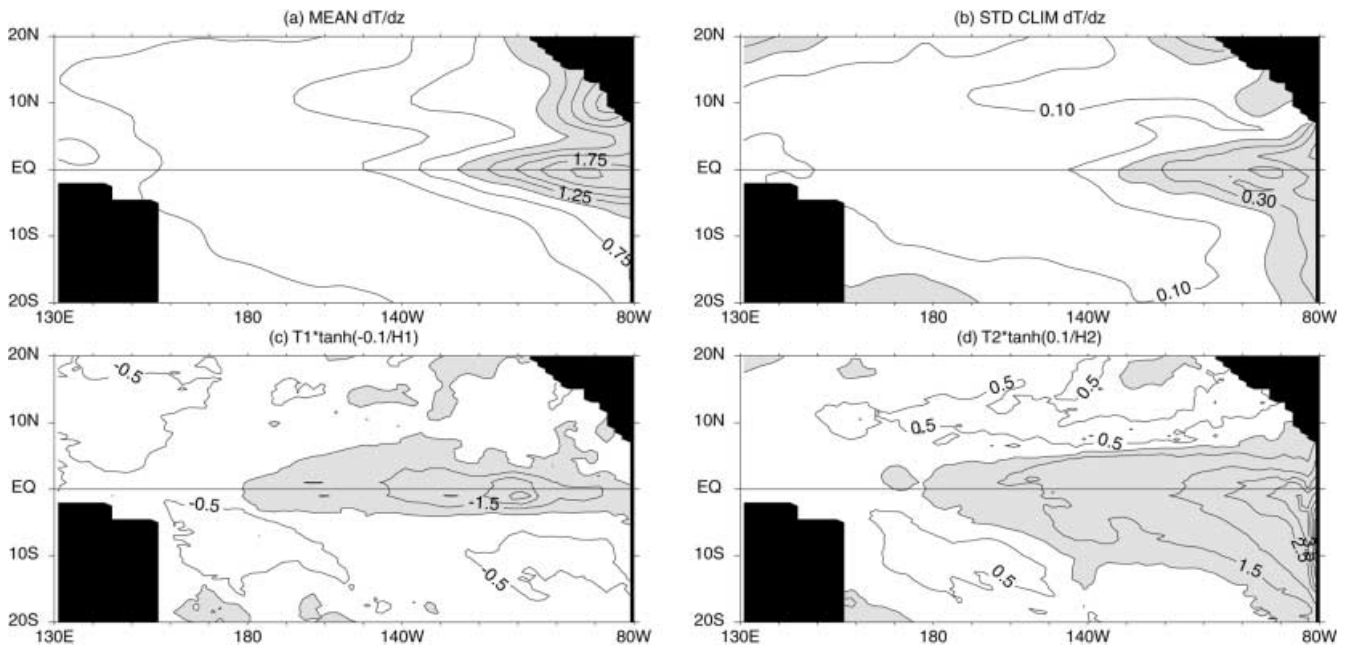 (a) MEAN dT/dz
(b) STD CLIM dT/dz
20N
10N
EQ
10S
20S
130E
180
140W
80W
1.75
1.25
0.75
20N
10N
EQ
10S
20S
130E
180
140W
80W
0.10
0.30
0.10
(c) T1*tanh(-0.1/H1)
(d) T2*tanh(0.1/H2)
20N
10N
EQ
10S
20S
130E
180
140W
80W
-0.5
-0.5
-1.5
-0.5
20N
10N
EQ
10S
20S
130E
180
140W
80W
0.5
0.5
0.5
0.5
0.5
1.5